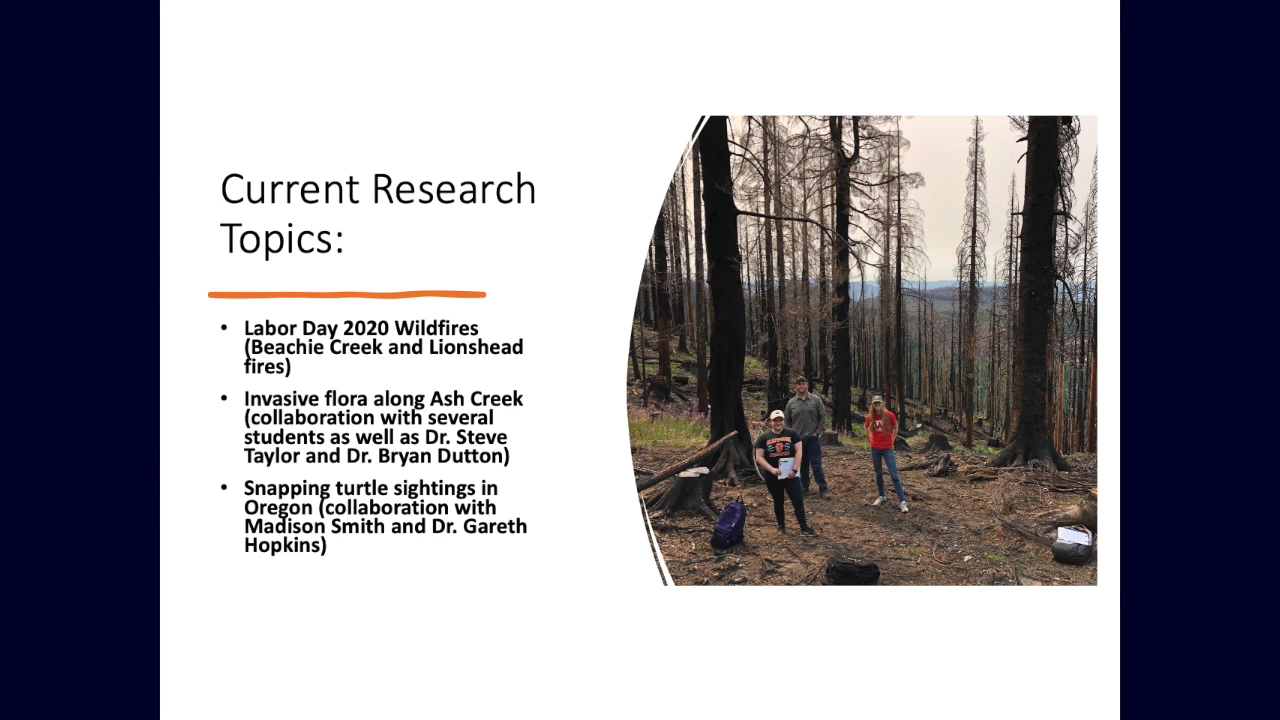 Current Research
Topics:
• Labor Day 2020 Wildfires
(Beachie Creek and Lionshead
fires)
• Invasive flora along Ash Creek
(collaboration with several
students as well as Dr. Steve
Taylor and Dr. Bryan Dutton)
• Snapping turtle sightings in
Oregon (collaboration with
Madison Smith and Dr. Gareth
Hopkins)